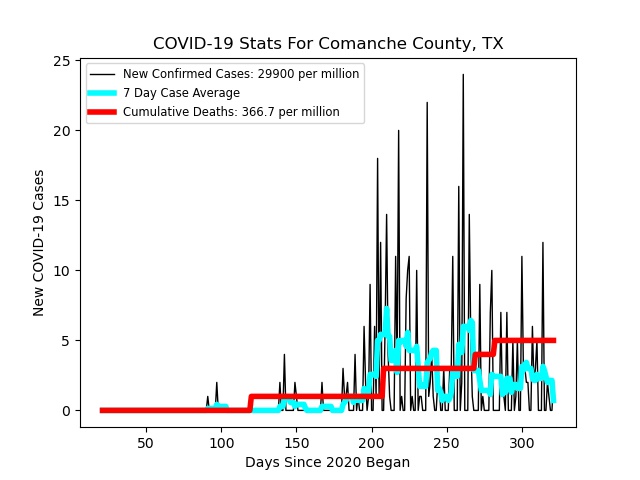 COVID-19 Stats For Comanche County, TX
New Confirmed Cases: 29900 per million
7 Day Case Average
Cumulative Deaths: 366.7 per million
New COVID-19 Cases
25
20
15
10
5
0
50
100
150
200
250
300
Days Since 2020 Began